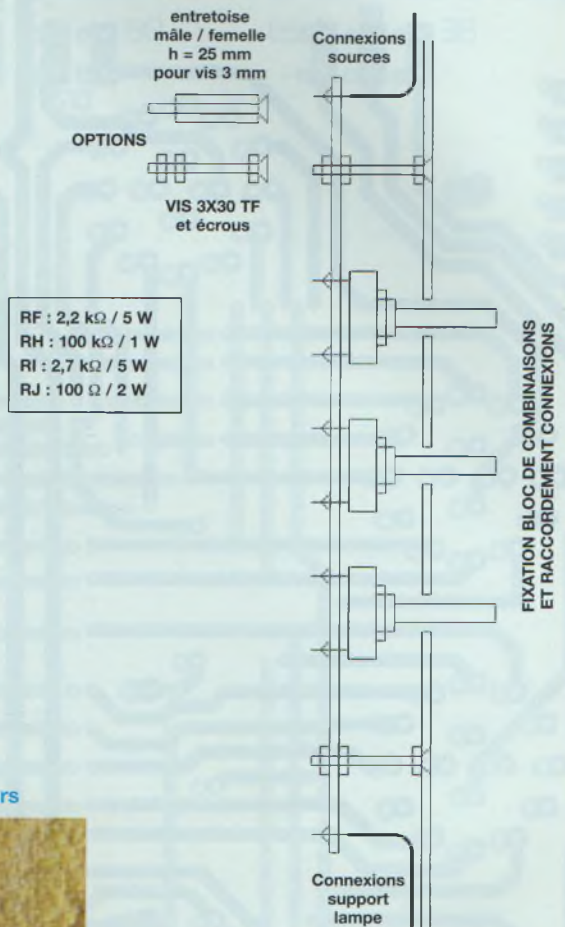 entretoise
mâle / femelle
h = 25 mm
pour vis 3 mm
OPTIONS
VIS 3X30 TF
et écrous
Connexions
sources
RF : 2,2 kΩ / 5 W
RH : 100 kΩ / 1 W
RI : 2,7 kΩ / 5 W
RJ : 100 Ω / 2 W
FIXATION BLOC DE COMBINAISONS
ET RACCORDEMENT CONNEXIONS
rs
Connexions
support
lampe